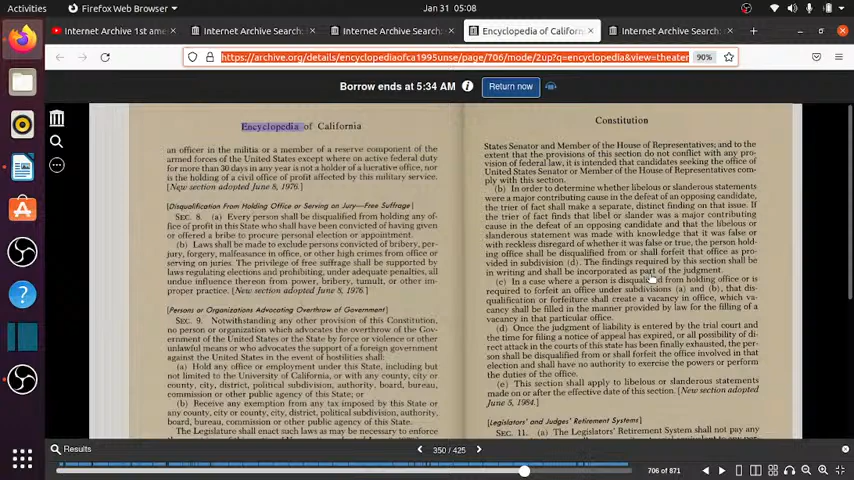 Activities
Firefox Web Browser
Jan 31 05:08
Internet Archive 1st ame
Internet Archive Search:
Internet Archive Search:
Encyclopedia of Californ
Internet Archive Search:
https://archive.org/details/encyclopediaofca1995unse/page/706/mode/2up?q=encyclopedia&view=theater
90%
Borrow ends at 5:34 AM
Return now
Encyclopedia of California
an officer in the militia or a member of a reserve component of the
armed forces of the United States except where on active federal duty
for more than 30 days in any year is not a holder of a lucrative office, nor
is the holding of a civil office of profit affected by this military service.
[New section adopted June 8, 1976.]
[Disqualification From Holding Office or Serving on Jury—Free Suffrage]
SEC. 8. (a) Every person shall be disqualified from holding any of-
fice of profit in this State who shall have been convicted of having
given or offered a bribe to procure personal election or appointment.
(b) Laws shall be made to exclude persons convicted of bribery, per-
jury, forgery, malfeasance in office, or other high crimes from office or
serving on juries. The privilege of free suffrage shall be supported by
laws regulating elections and prohibiting, under adequate penalties, all
undue influence thereon from power, bribery, tumult, or other im-
proper practice. [New section adopted June 8, 1976.]
[Persons or Organizations Advocating Overthrow of Government]
SEC. 9. Notwithstanding any other provision of this Constitution,
no person or organization which advocates the overthrow of the Gov-
ernment of the United States or the State by force or violence or other
unlawful means or who advocates the support of a foreign government
against the United States in the event of hostilities shall:
(a) Hold any office or employment under this State, including but
not limited to the University of California, or with any county, city or
county, city, district, political subdivision, authority, board, bureau,
commission or other public agency of this State; or
(b) Receive any exemption from any tax imposed by this State or
any county, city or county, city, district, political subdivision, authority,
board, bureau, commission or other public agency of this State.
The Legislature shall enact such laws as may be necessary to enforce
Constitution
States Senator and Member of the House of Representatives; and to the
extent that the provisions of this section do not conflict with any pro-
vision of federal law, it is intended that candidates seeking the office of
United States Senator or Member of the House of Representatives com-
ply with this section.
(b) In order to determine whether libelous or slanderous statements
were a major contributing cause in the defeat of an opposing candidate,
the trier of fact shall make a separate, distinct finding on that issue. If
the trier of fact finds that libel or slander was a major contributing
cause in the defeat of an opposing candidate and that the libelous or
slanderous statement was made with knowledge that it was false or
with reckless disregard of whether it was false or true, the person hold-
ing office shall be disqualified from or shall forfeit that office as pro-
vided in subdivision (d). The findings required by this section shall be
in writing and shall be incorporated as part of the judgment.
(c) In a case where a person is disqualified from holding office or is
required to forfeit an office under subdivisions (a) and (b), that dis-
qualification or forfeiture shall create a vacancy in office, which va-
cancy shall be filled in the manner provided by law for the filling of a
vacancy in that particular office.
(d) Once the judgment of liability is entered by the trial court and
the time for filing a notice of appeal has expired, or all possibility of di-
rect attack in the courts of this state has been finally exhausted, the per-
son shall be disqualified from or shall forfeit the office involved in that
election and shall have no authority to exercise the powers or perform
the duties of the office.
(e) This section shall apply to libelous or slanderous statements
made on or after the effective date of this section. [New section adopted
June 5, 1984.]
[Legislators' and Judges' Retirement Systems]
SEC. 11. (a) The Legislators' Retirement System shall not pay any
Results
350 / 425
706 of 871